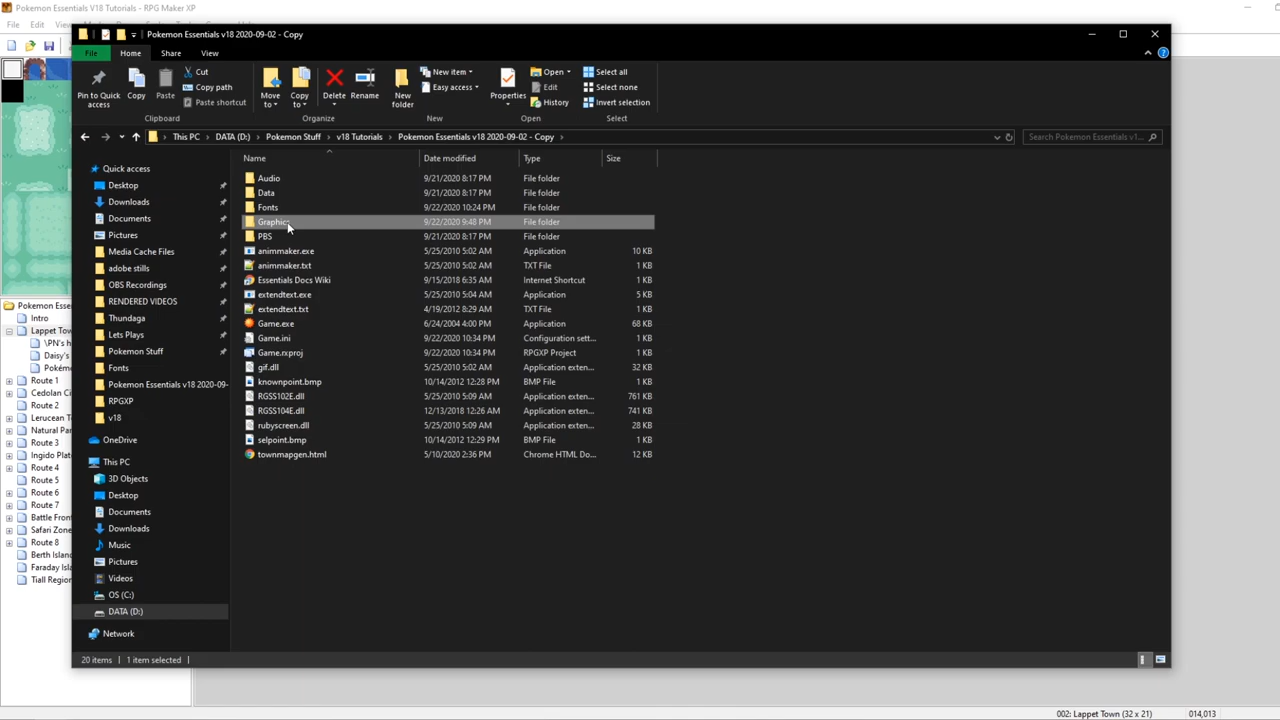 Pokemon Essentials V18 Tutorials - RPG Maker XP
File Edit
Pokemon Essentials v18 2020-09-02 - Copy
File Home Share View
Pin to Quick access
Copy
Paste
Cut
Copy path
Paste shortcut
Clipboard
Move to
Copy to
Delete
Rename
Organize
New folder
New item
Easy access
New
Properties
Open
Edit
History
Open
Select all
Select none
Invert selection
Select
This PC > DATA (D:) > Pokemon Stuff > v18 Tutorials > Pokemon Essentials v18 2020-09-02 - Copy >
Search Pokemon Essentials v1...
Name Date modified Type Size
Audio 9/21/2020 8:17 PM File folder
Data 9/21/2020 8:17 PM File folder
Fonts 9/22/2020 10:24 PM File folder
Graphics 9/22/2020 9:48 PM File folder
PBS 9/21/2020 8:17 PM File folder
animmaker.exe 5/25/2010 5:02 AM Application 10 KB
animmaker.txt 5/25/2010 5:02 AM TXT File 1 KB
Essentials Docs Wiki 9/15/2018 6:35 AM Internet Shortcut 1 KB
extendtext.exe 5/25/2010 5:04 AM Application 5 KB
extendtext.txt 4/19/2012 8:29 AM TXT File 1 KB
Game.exe 6/24/2004 4:00 PM Application 68 KB
Game.ini 9/22/2020 10:34 PM Configuration sett... 1 KB
Game.rxproj 9/22/2020 10:34 PM RPGXP Project 1 KB
gif.dll 5/25/2010 5:02 AM Application exten... 32 KB
knownpoint.bmp 10/14/2012 12:28 PM BMP File 1 KB
RGSS102E.dll 5/25/2010 5:09 AM Application exten... 761 KB
RGSS104E.dll 12/13/2018 12:26 AM Application exten... 741 KB
rubyscreen.dll 5/25/2010 5:09 AM Application exten... 28 KB
selpoint.bmp 10/14/2012 12:29 PM BMP File 1 KB
townmapgen.html 5/10/2020 2:36 PM Chrome HTML Do... 12 KB
Quick access
Desktop
Downloads
Documents
Pictures
Media Cache Files
adobe stills
OBS Recordings
RENDERED VIDEOS
Thundaga
Lets Plays
Pokemon Stuff
Fonts
Pokemon Essentials v18 2020-09-
RPGXP
v18
OneDrive
This PC
3D Objects
Desktop
Documents
Downloads
Music
Pictures
Videos
OS (C:)
DATA (D:)
Network
20 items 1 item selected
Pokemon Esse
Intro
Lappet Tow
\PN's h
Daisy's
Poké
Route 1
Cedolan Ci
Route 2
Lerucean To
Natural Par
Route 3
Ingido Plate
Route 4
Route 5
Route 6
Route 7
Battle Front
Safari Zone
Route 8
Berth Island
Faraday Isla
Tiall Region
002: Lappet Town (32 x 21) 014,013